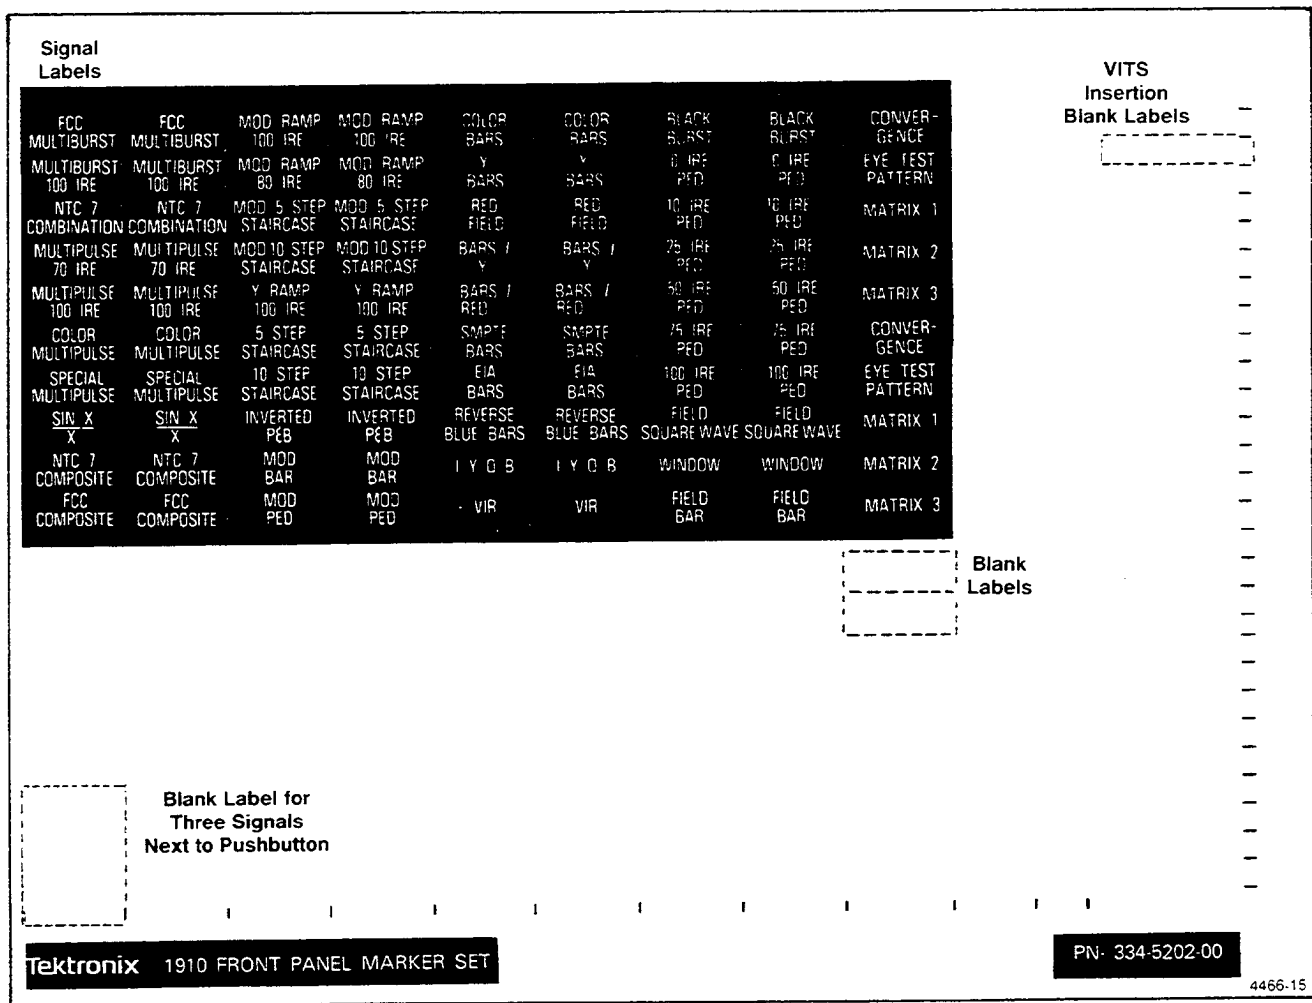 Signal
Labels
VITS
Insertion
Blank Labels
FCC FCC MOD RAMP MOD RAMP COLOR COLOR BLACK BLACK CONVER-
MULTIBURST MULTIBURST 100 IRE 100 IRE BARS BARS BURST BURST GENCE
MULTIBURST MULTIBURST MOD RAMP MOD RAMP Y Y 0 IRE 0 IRE EYE TEST
100 IRE 100 IRE 80 IRE 80 IRE BARS BARS PED PED PATTERN
NTC 7 NTC 7 MOD 5 STEP MOD 5 STEP RED RED 10 IRE 10 IRE MATRIX 1
COMBINATION COMBINATION STAIRCASE STAIRCASE FIELD FIELD PED PED
MULTIPULSE MULTIPULSE MOD 10 STEP MOD 10 STEP BARS / BARS / 25 IRE 25 IRE MATRIX 2
70 IRE 70 IRE STAIRCASE STAIRCASE Y Y PED PED
MULTIPULSE MULTIPULSE Y RAMP Y RAMP BARS / BARS / 50 IRE 50 IRE MATRIX 3
100 IRE 100 IRE 100 IRE 100 IRE RED RED PED PED
COLOR COLOR 5 STEP 5 STEP SMPTE SMPTE 75 IRE 75 IRE CONVER-
MULTIPULSE MULTIPULSE STAIRCASE STAIRCASE BARS BARS PED PED GENCE
SPECIAL SPECIAL 10 STEP 10 STEP EIA EIA 100 IRE 100 IRE EYE TEST
MULTIPULSE MULTIPULSE STAIRCASE STAIRCASE BARS BARS PED PED PATTERN
SIN X SIN X INVERTED INVERTED REVERSE REVERSE FIELD FIELD MATRIX 1
X X P&B P&B BLUE BARS BLUE BARS SQUARE WAVE SQUARE WAVE
NTC 7 NTC 7 MOD MOD I Y Q B I Y Q B WINDOW WINDOW MATRIX 2
COMPOSITE COMPOSITE BAR BAR
FCC FCC MOD MOD VIR VIR FIELD FIELD MATRIX 3
COMPOSITE COMPOSITE PED PED BAR BAR
Blank
Labels
Blank Label for
Three Signals
Next to Pushbutton
Tektronix 1910 FRONT PANEL MARKER SET
PN- 334-5202-00
4466-15